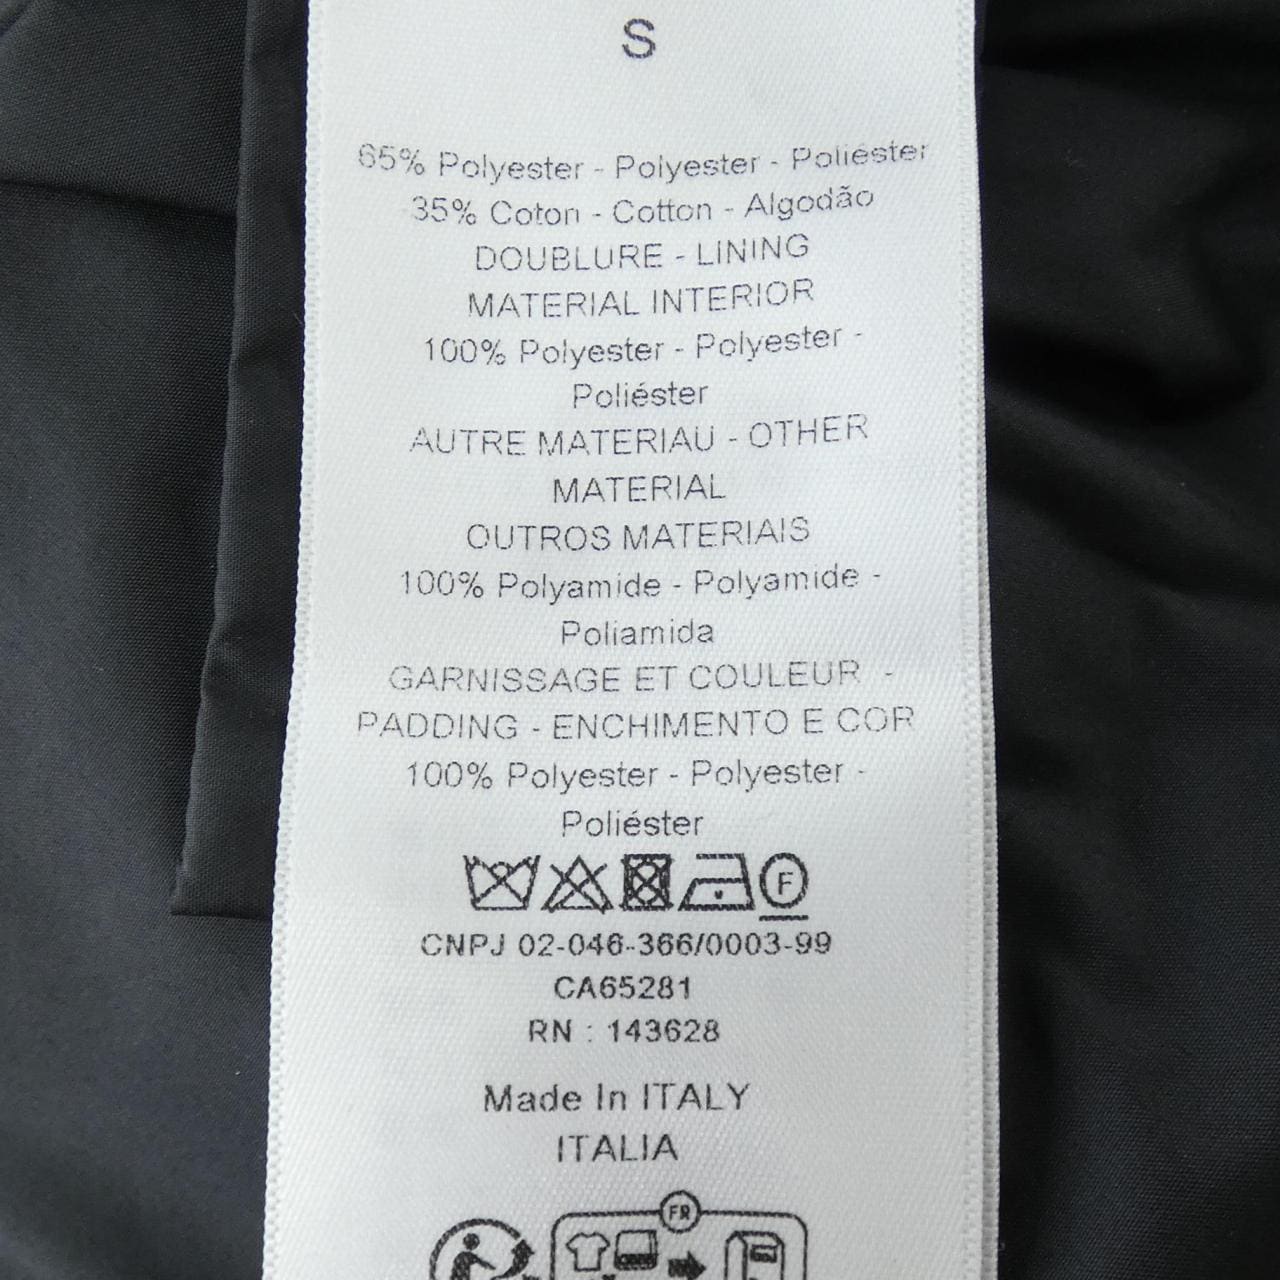 S
65% Polyester - Polyester - Poliéster
35% Coton - Cotton - Algodão
DOUBLURE - LINING
MATERIAL INTERIOR
100% Polyester - Polyester -
Poliéster
AUTRE MATERIAU - OTHER
MATERIAL
OUTROS MATERIAIS
100% Polyamide - Polyamide -
Poliamida
GARNISSAGE ET COULEUR -
PADDING - ENCHIMENTO E COR
100% Polyester - Polyester -
Poliéster
F
CNPJ 02-046-366/0003-99
CA65281
RN : 143628
Made In ITALY
ITALIA
FR